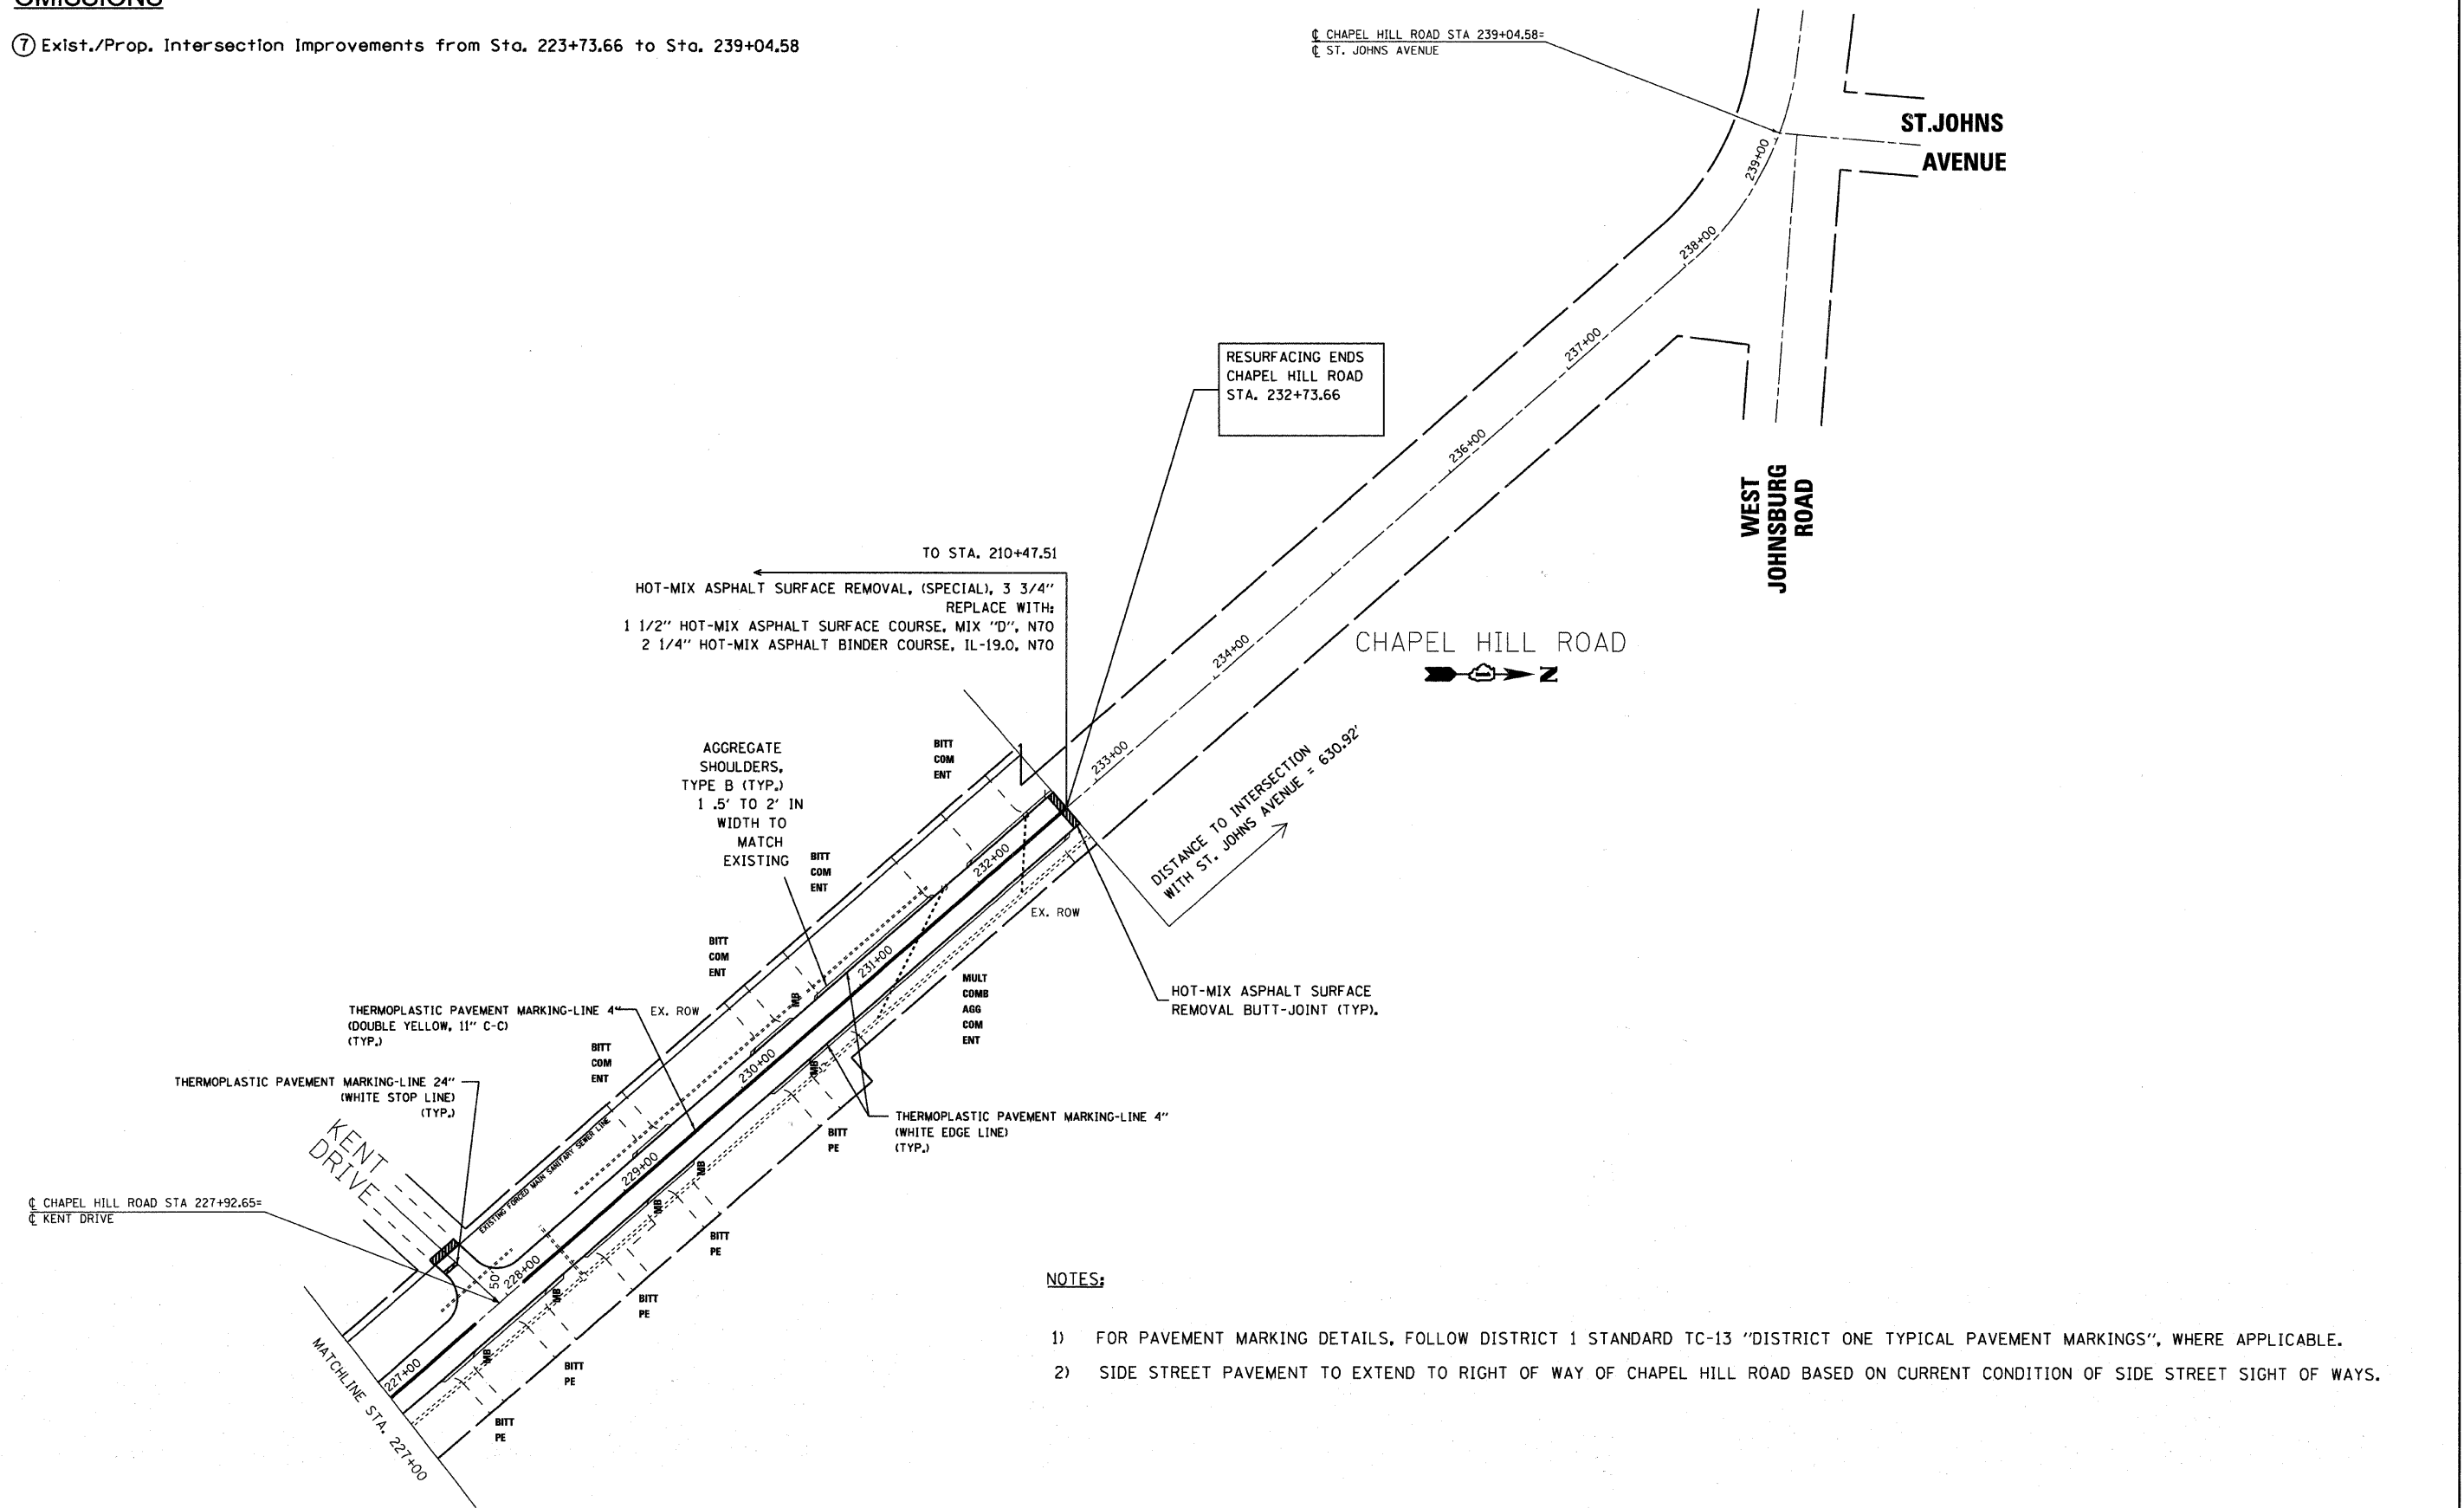 OMISSIONS
7 Exist./Prop. Intersection Improvements from Sta. 223+73.66 to Sta. 239+04.58
℄ CHAPEL HILL ROAD STA 239+04.58=
℄ ST. JOHNS AVENUE
ST.JOHNS
AVENUE
239+00
238+00
237+00
236+00
234+00
233+00
WEST
JOHNSBURG
ROAD
RESURFACING ENDS
CHAPEL HILL ROAD
STA. 232+73.66
TO STA. 210+47.51
HOT-MIX ASPHALT SURFACE REMOVAL, (SPECIAL), 3 3/4"
REPLACE WITH:
1 1/2" HOT-MIX ASPHALT SURFACE COURSE, MIX "D", N70
2 1/4" HOT-MIX ASPHALT BINDER COURSE, IL-19.0, N70
CHAPEL HILL ROAD
N
DISTANCE TO INTERSECTION
WITH ST. JOHNS AVENUE = 630.92'
AGGREGATE
SHOULDERS,
TYPE B (TYP.)
1 .5' TO 2' IN
WIDTH TO
MATCH
EXISTING
BITT
COM
ENT
BITT
COM
ENT
BITT
COM
ENT
BITT
COM
ENT
232+00
231+00
230+00
229+00
228+00
227+00
EX. ROW
EX. ROW
MULT
COMB
AGG
COM
ENT
HOT-MIX ASPHALT SURFACE
REMOVAL BUTT-JOINT (TYP).
THERMOPLASTIC PAVEMENT MARKING-LINE 4"
(DOUBLE YELLOW, 11" C-C)
(TYP.)
THERMOPLASTIC PAVEMENT MARKING-LINE 24"
(WHITE STOP LINE)
(TYP.)
THERMOPLASTIC PAVEMENT MARKING-LINE 4"
(WHITE EDGE LINE)
(TYP.)
KENT
DRIVE
EXISTING FORCED MAIN SANITARY SEWER LINE
℄ CHAPEL HILL ROAD STA 227+92.65=
℄ KENT DRIVE
50'
MB
MB
MB
MB
MB
MB
BITT
PE
BITT
PE
BITT
PE
BITT
PE
BITT
PE
MATCHLINE STA. 227+00
NOTES:
1) FOR PAVEMENT MARKING DETAILS, FOLLOW DISTRICT 1 STANDARD TC-13 "DISTRICT ONE TYPICAL PAVEMENT MARKINGS", WHERE APPLICABLE.
2) SIDE STREET PAVEMENT TO EXTEND TO RIGHT OF WAY OF CHAPEL HILL ROAD BASED ON CURRENT CONDITION OF SIDE STREET SIGHT OF WAYS.